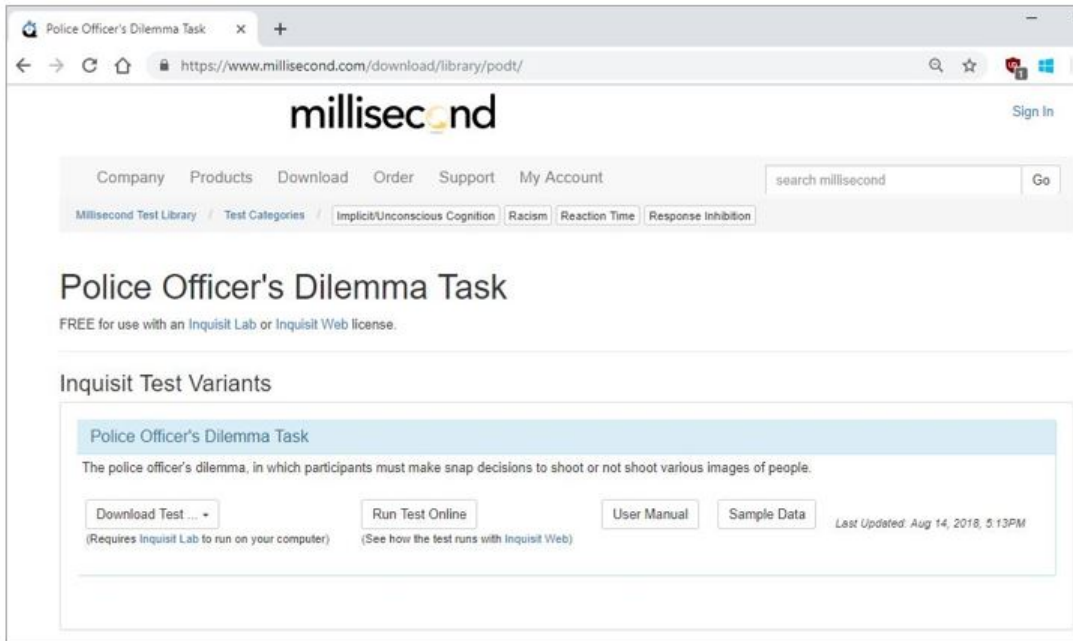 Police Officer's Dilemma Task
https://www.millisecond.com/download/library/podt/
1
millisecond
Sign In
Company Products Download Order Support My Account search millisecond Go
Millisecond Test Library / Test Categories / Implicit/Unconscious Cognition Racism Reaction Time Response Inhibition
Police Officer's Dilemma Task
FREE for use with an Inquisit Lab or Inquisit Web license.
Inquisit Test Variants
Police Officer's Dilemma Task
The police officer's dilemma, in which participants must make snap decisions to shoot or not shoot various images of people.
Download Test ... Run Test Online User Manual Sample Data Last Updated: Aug 14, 2018, 5:13PM
(Requires Inquisit Lab to run on your computer) (See how the test runs with Inquisit Web)